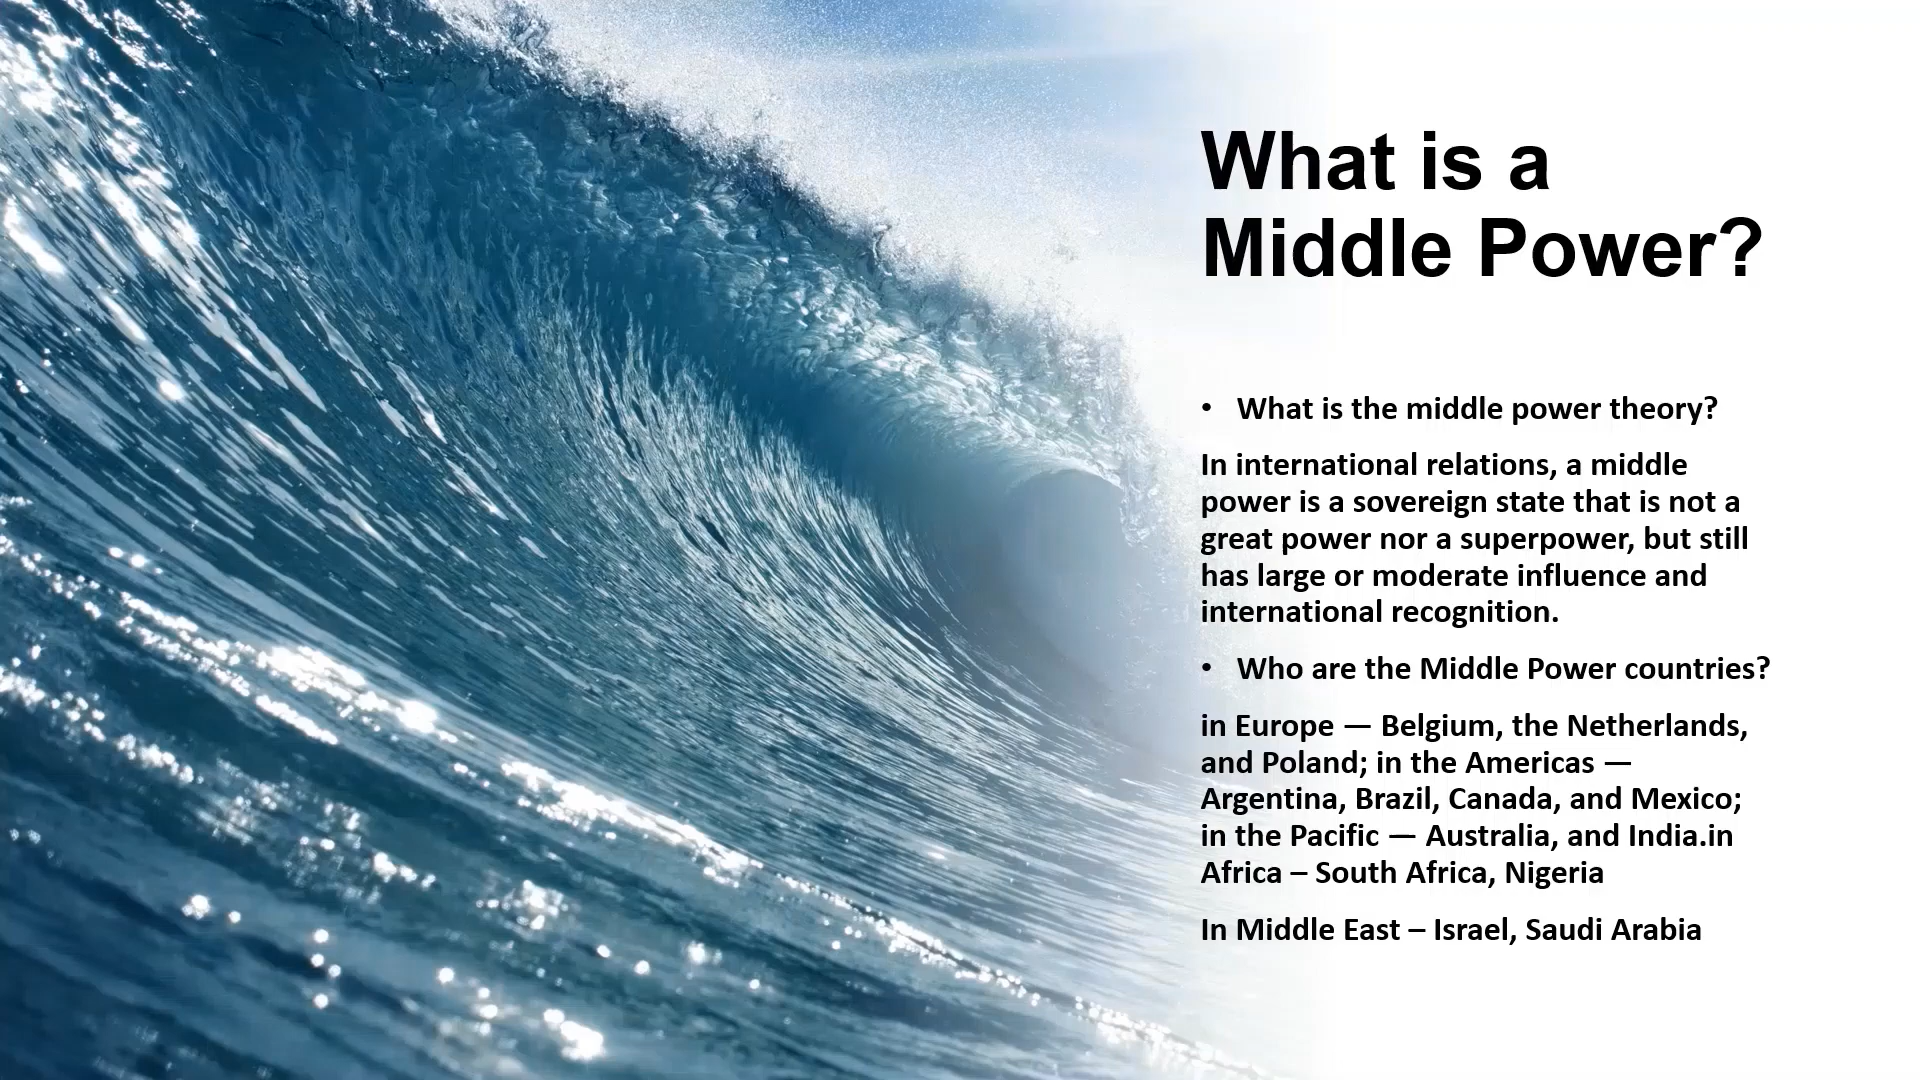 What is a
Middle Power?
• What is the middle power theory?
In international relations, a middle
power is a sovereign state that is not a
great power nor a superpower, but still
has large or moderate influence and
international recognition.
• Who are the Middle Power countries?
in Europe — Belgium, the Netherlands,
and Poland; in the Americas —
Argentina, Brazil, Canada, and Mexico;
in the Pacific — Australia, and India.in
Africa – South Africa, Nigeria
In Middle East – Israel, Saudi Arabia